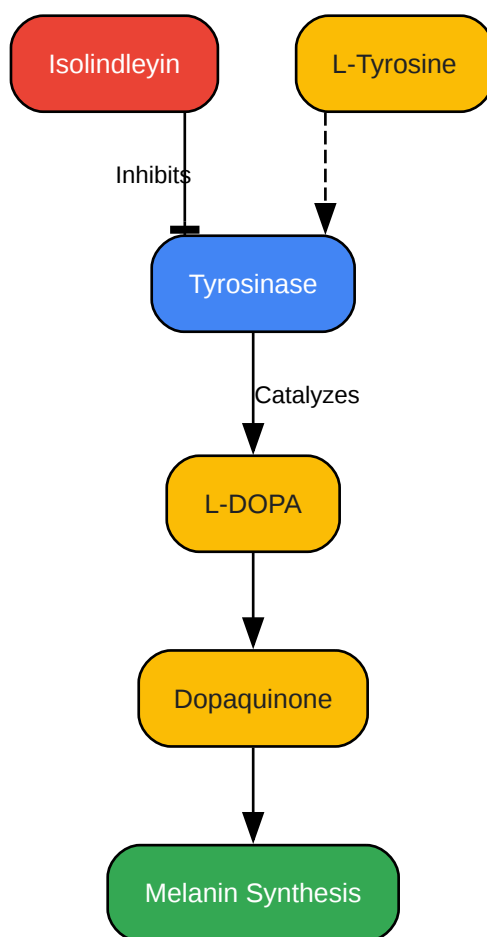 Isolindleyin
L-Tyrosine
Inhibits
Tyrosinase
Catalyzes
L-DOPA
Dopaquinone
Melanin Synthesis